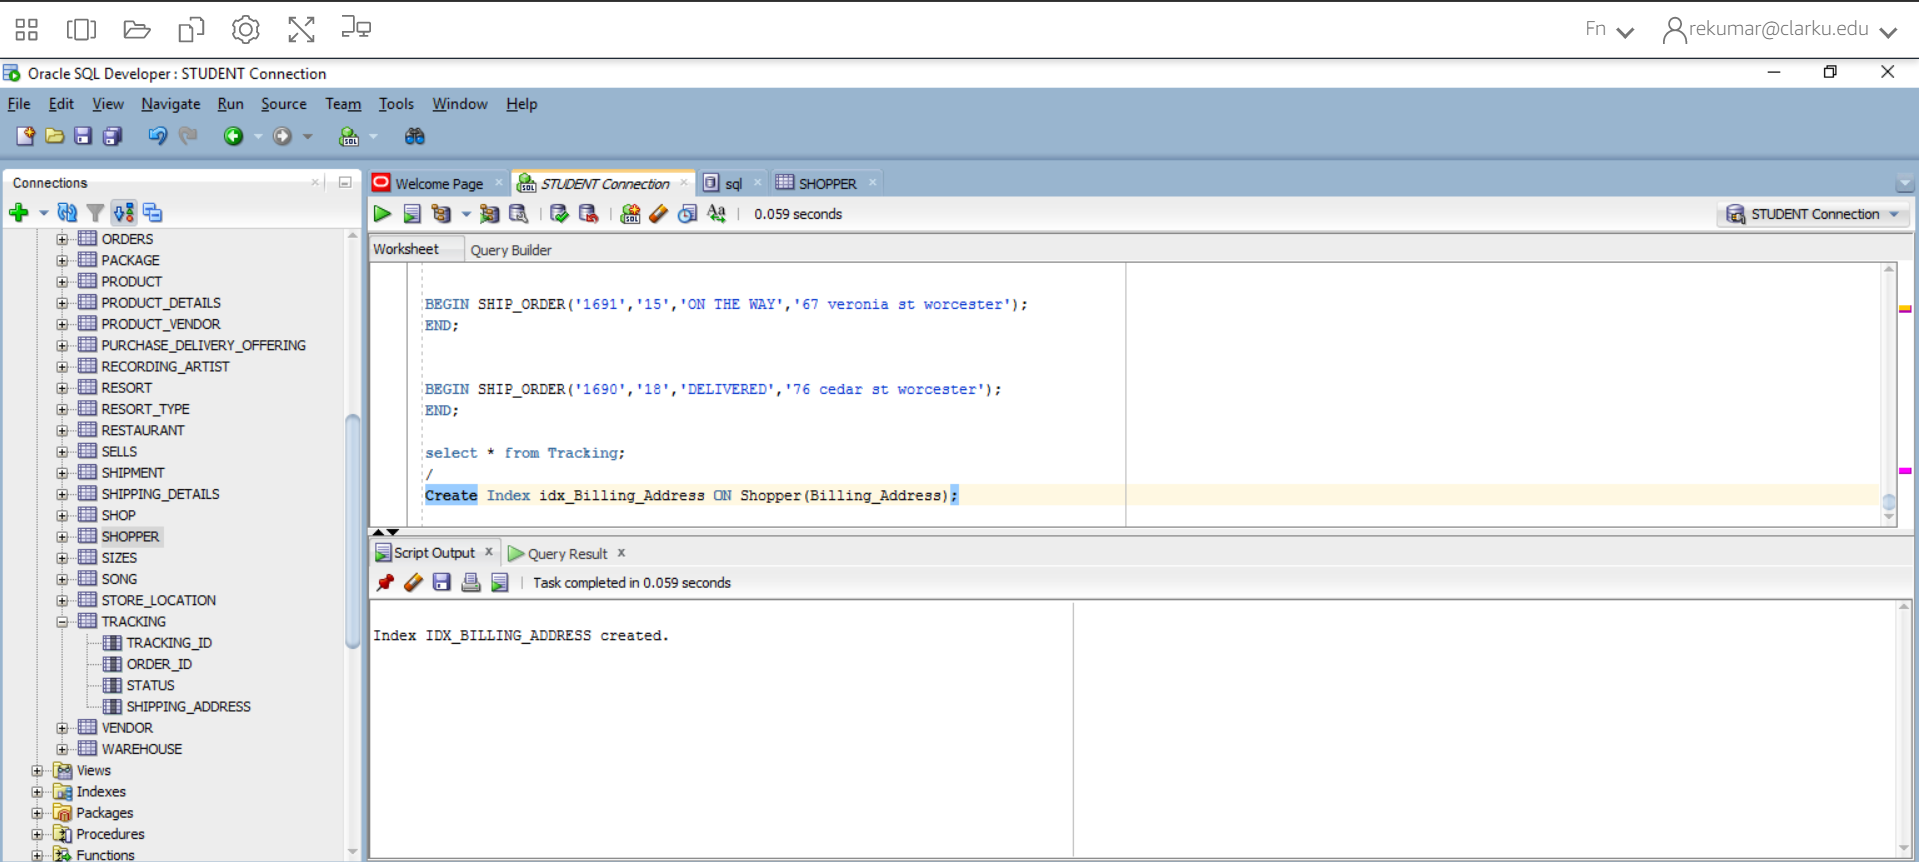 Fn
rekumar@clarku.edu
Oracle SQL Developer : STUDENT Connection
File Edit View Navigate Run Source Team Tools Window Help
Connections
ORDERS
PACKAGE
PRODUCT
PRODUCT_DETAILS
PRODUCT_VENDOR
PURCHASE_DELIVERY_OFFERING
RECORDING_ARTIST
RESORT
RESORT_TYPE
RESTAURANT
SELLS
SHIPMENT
SHIPPING_DETAILS
SHOP
SHOPPER
SIZES
SONG
STORE_LOCATION
TRACKING
TRACKING_ID
ORDER_ID
STATUS
SHIPPING_ADDRESS
VENDOR
WAREHOUSE
Views
Indexes
Packages
Procedures
Functions
Welcome Page STUDENT Connection sql SHOPPER
0.059 seconds
STUDENT Connection
Worksheet Query Builder
BEGIN SHIP_ORDER('1691','15','ON THE WAY','67 veronia st worcester');
END;
BEGIN SHIP_ORDER('1690','18','DELIVERED','76 cedar st worcester');
END;
select * from Tracking;
/
Create Index idx_Billing_Address ON Shopper(Billing_Address);
Script Output x Query Result x
Task completed in 0.059 seconds
Index IDX_BILLING_ADDRESS created.